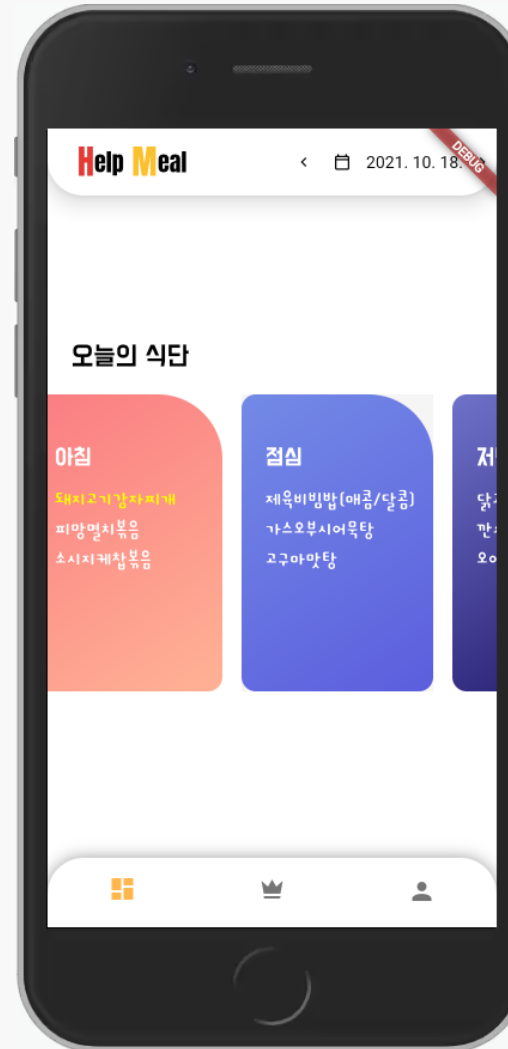 Help Meal
2021. 10. 18.
DEBUG
오늘의 식단
아침
돼지고기감자찌개
피망멸치볶음
소시지케찹볶음
점심
제육비빔밥(매콤/달콤)
가스오부시어묵탕
고구마맛탕